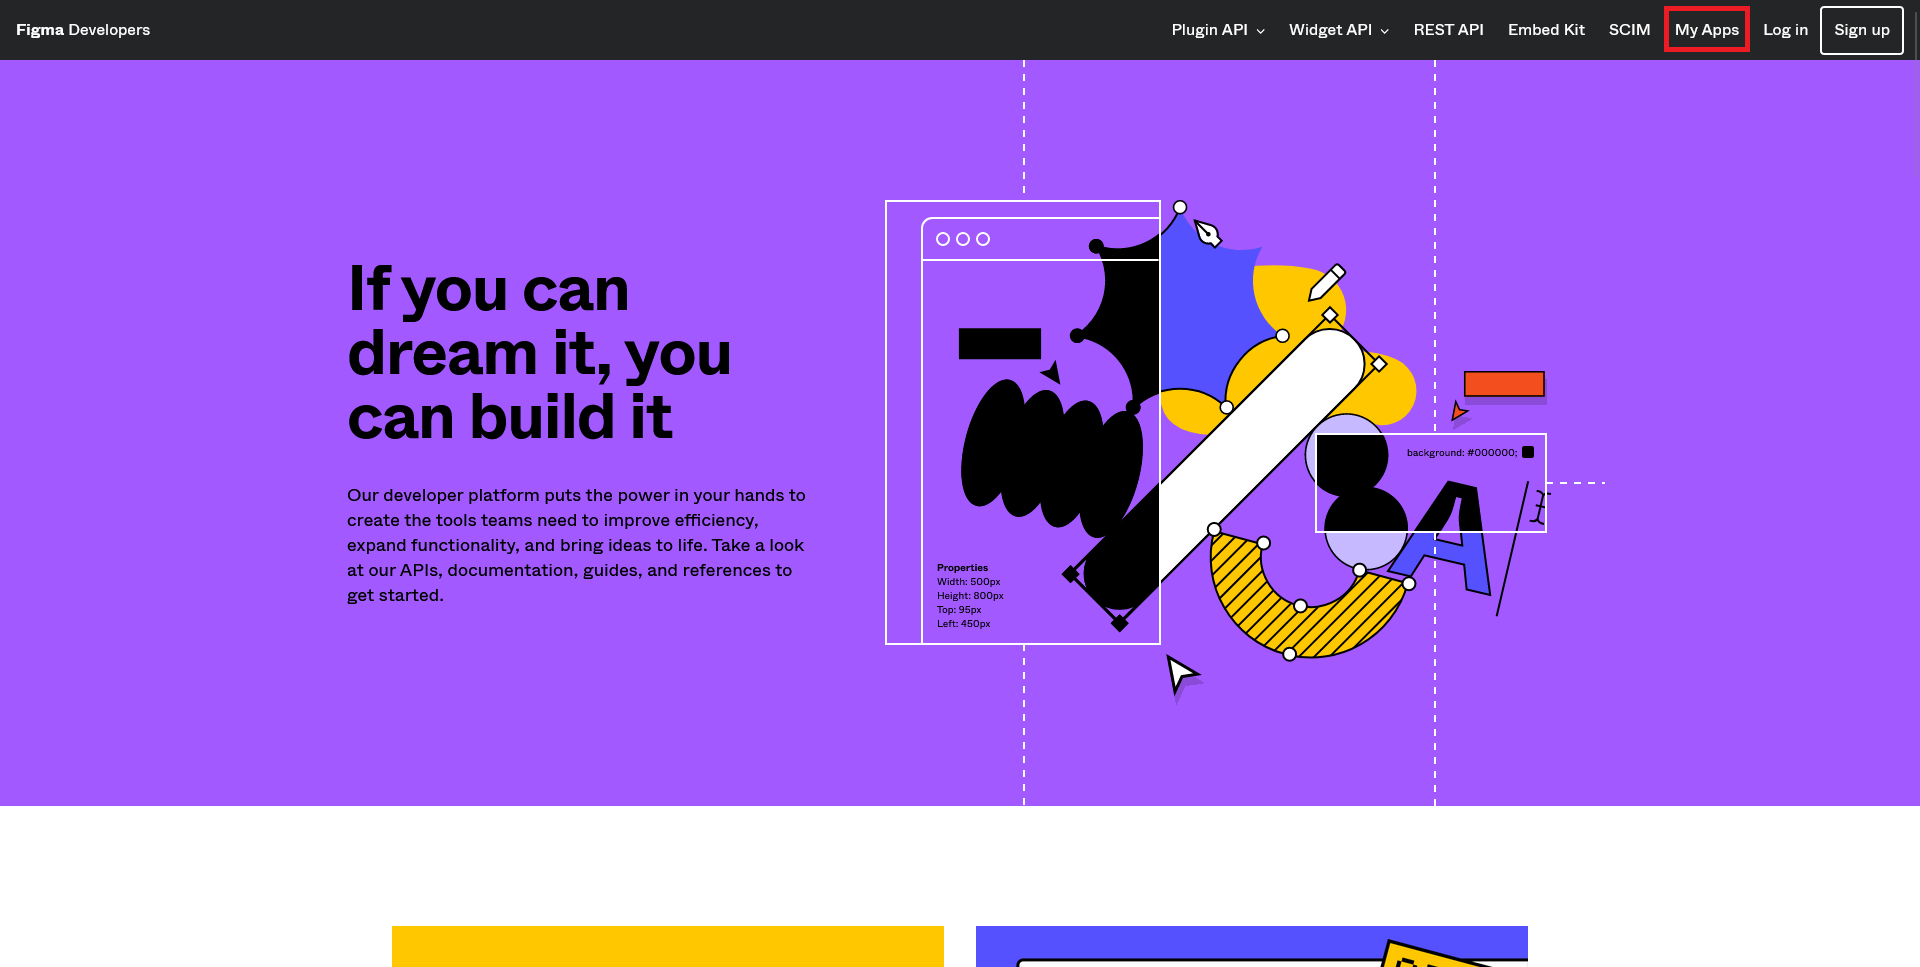 Figma Developers
Plugin API
Widget API
REST API
Embed Kit
SCIM
My Apps
Log in
Sign up
If you can
dream it, you
can build it
Our developer platform puts the power in your hands to
create the tools teams need to improve efficiency,
expand functionality, and bring ideas to life. Take a look
at our APIs, documentation, guides, and references to
get started.
background: #000000;
A
Properties
Width: 500px
Height: 800px
Top: 95px
Left: 450px